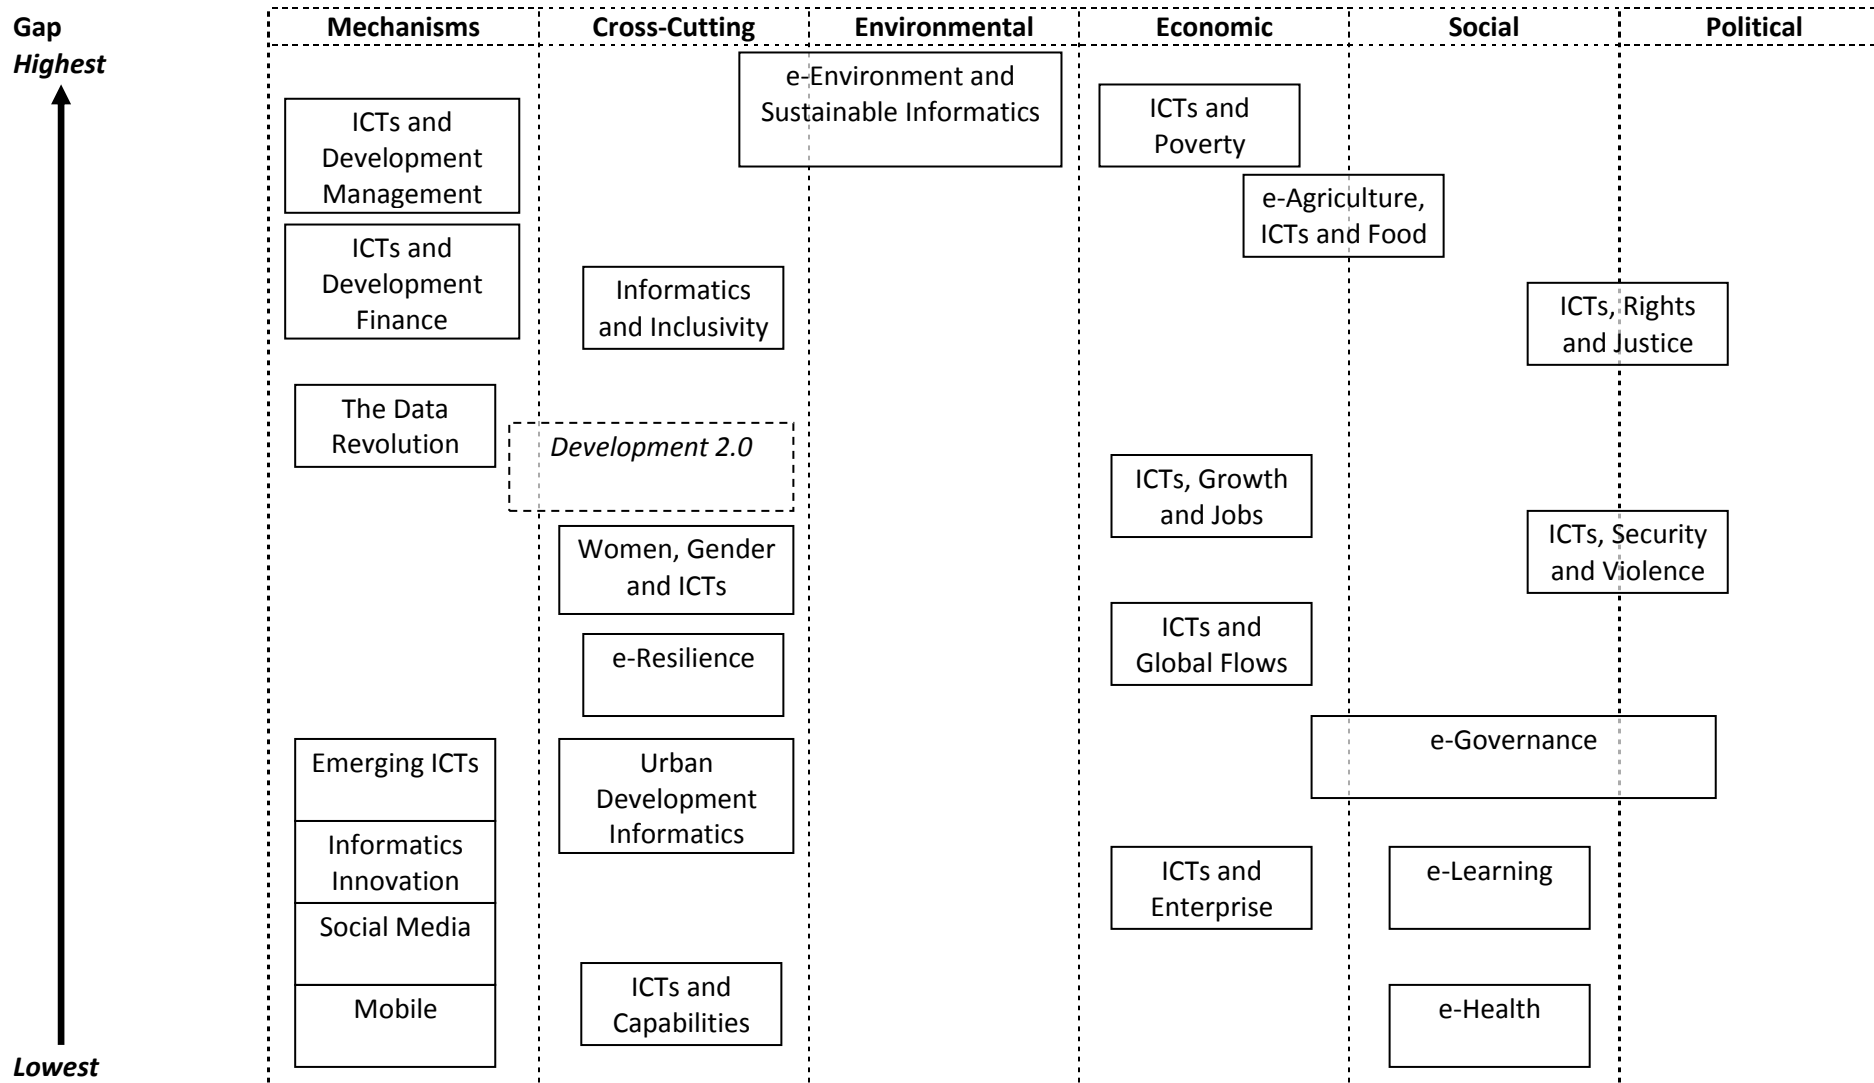 Gap
Highest
Mechanisms
Cross-Cutting
Environmental
Economic
Social
Political
e-Environment and
Sustainable Informatics
ICTs and
Poverty
ICTs and
Development
Management
e-Agriculture,
ICTs and Food
ICTs and
Development
Finance
Informatics
and Inclusivity
ICTs, Rights
and Justice
The Data
Revolution
Development 2.0
ICTs, Growth
and Jobs
ICTs, Security
and Violence
Women, Gender
and ICTs
ICTs and
Global Flows
e-Resilience
e-Governance
Emerging ICTs
Urban
Development
Informatics
Informatics
Innovation
ICTs and
Enterprise
e-Learning
Social Media
ICTs and
Capabilities
Mobile
e-Health
Lowest